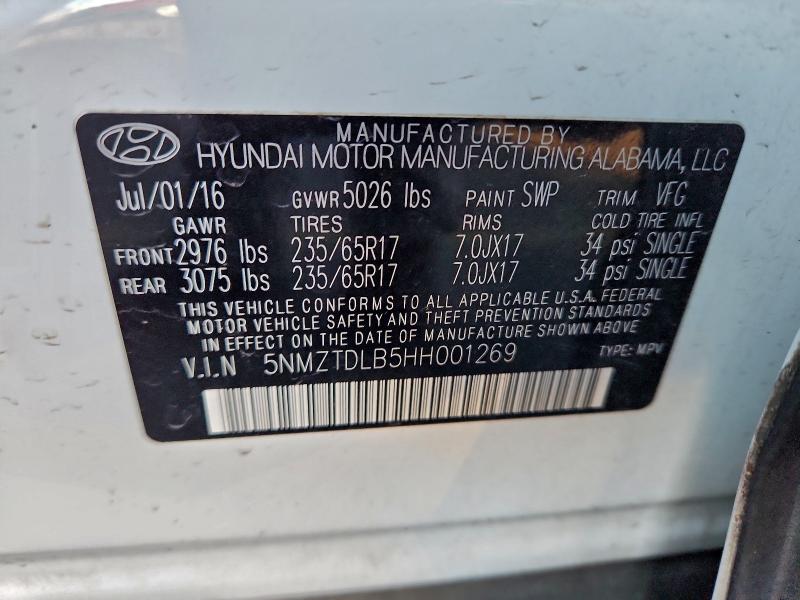 MANUFACTURED BY
HYUNDAI MOTOR MANUFACTURING ALABAMA, LLC
Jul/01/16 GVWR 5026 lbs PAINT SWP TRIM VFG
GAWR TIRES RIMS COLD TIRE INFL
FRONT 2976 lbs 235/65R17 7.0JX17 34 psi SINGLE
REAR 3075 lbs 235/65R17 7.0JX17 34 psi SINGLE
THIS VEHICLE CONFORMS TO ALL APPLICABLE U.S.A. FEDERAL
MOTOR VEHICLE SAFETY AND THEFT PREVENTION STANDARDS
IN EFFECT ON THE DATE OF MANUFACTURE SHOWN ABOVE.
V.I.N 5NMZTDLB5HH001269 TYPE: MPV